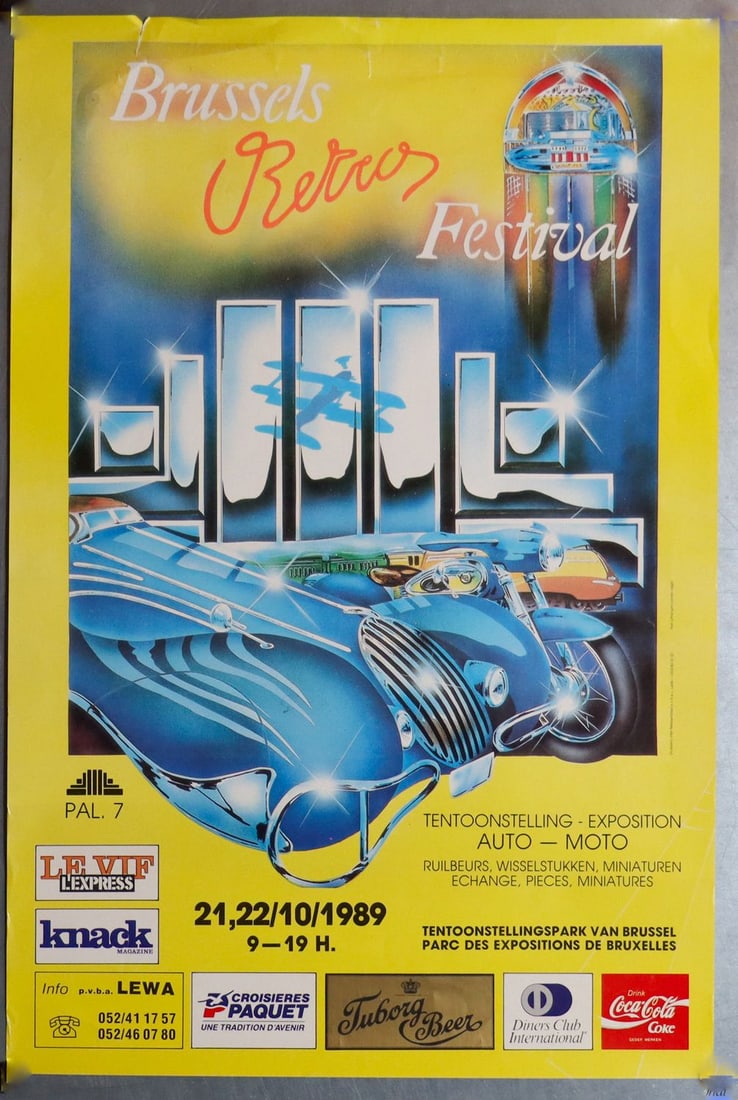 Brussels
Retros
Festival
PAL. 7
TENTOONSTELLING - EXPOSITION
AUTO — MOTO
RUILBEURS, WISSELSTUKKEN, MINIATUREN
ECHANGE, PIECES, MINIATURES
LE VIF
L'EXPRESS
knack
MAGAZINE
21,22/10/1989
9—19 H.
TENTOONSTELLINGSPARK VAN BRUSSEL
PARC DES EXPOSITIONS DE BRUXELLES
Info p.v.b.a. LEWA
052/41 17 57
052/46 07 80
CROISIERES
PAQUET
UNE TRADITION D'AVENIR
Tuborg
Beer
Diners Club
International®
Drink
Coca-Cola
Coke